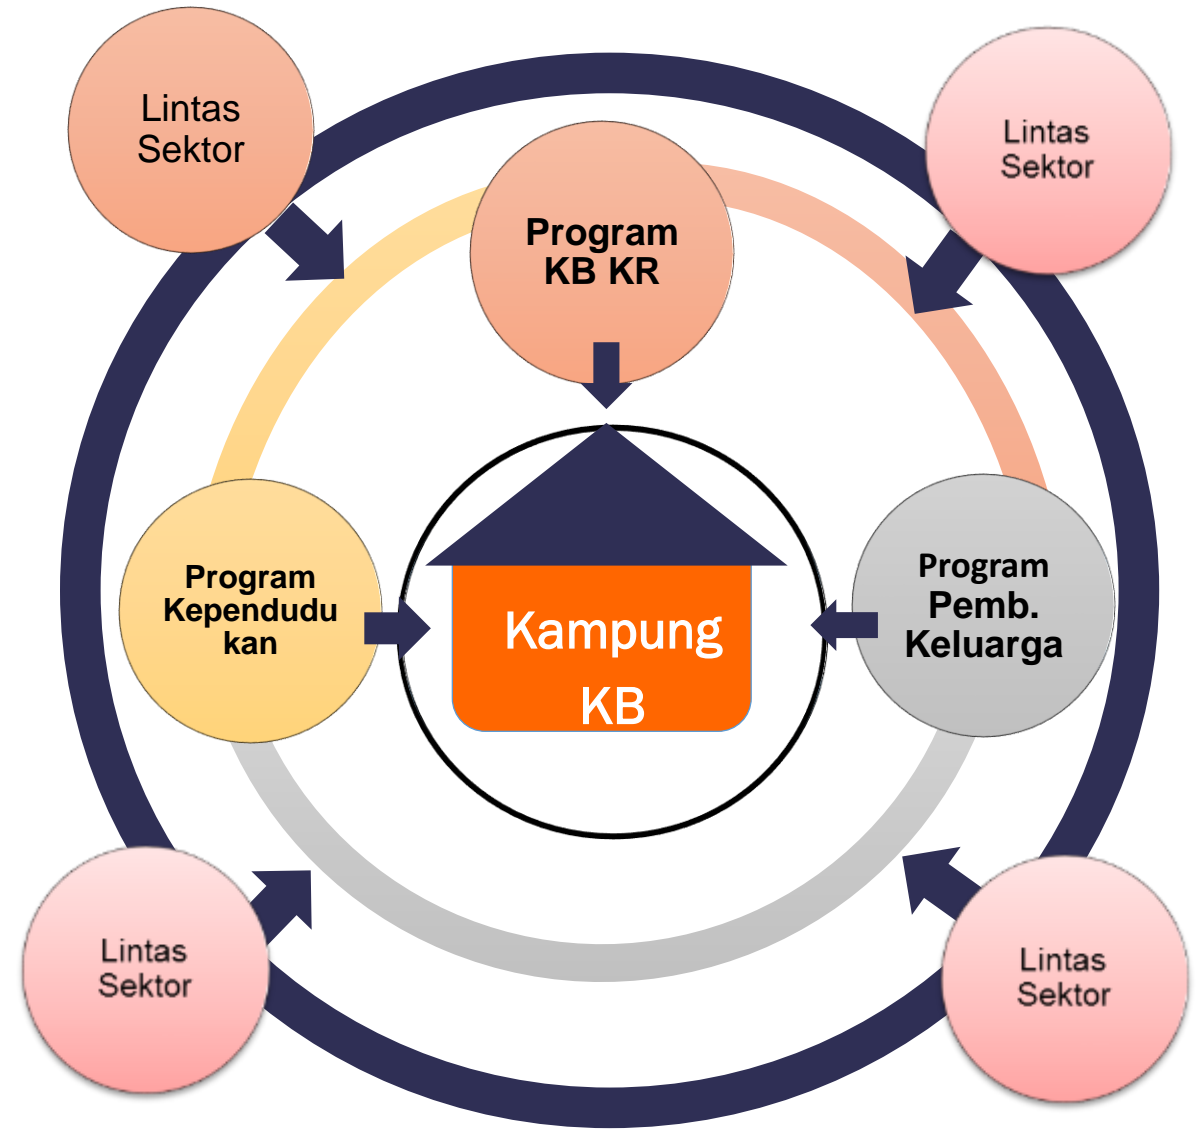 Lintas
Sektor
Lintas
Sektor
Program
KB KR
Program
Kependudu
kan
Kampung
KB
Program
Pemb.
Keluarga
Lintas
Sektor
Lintas
Sektor